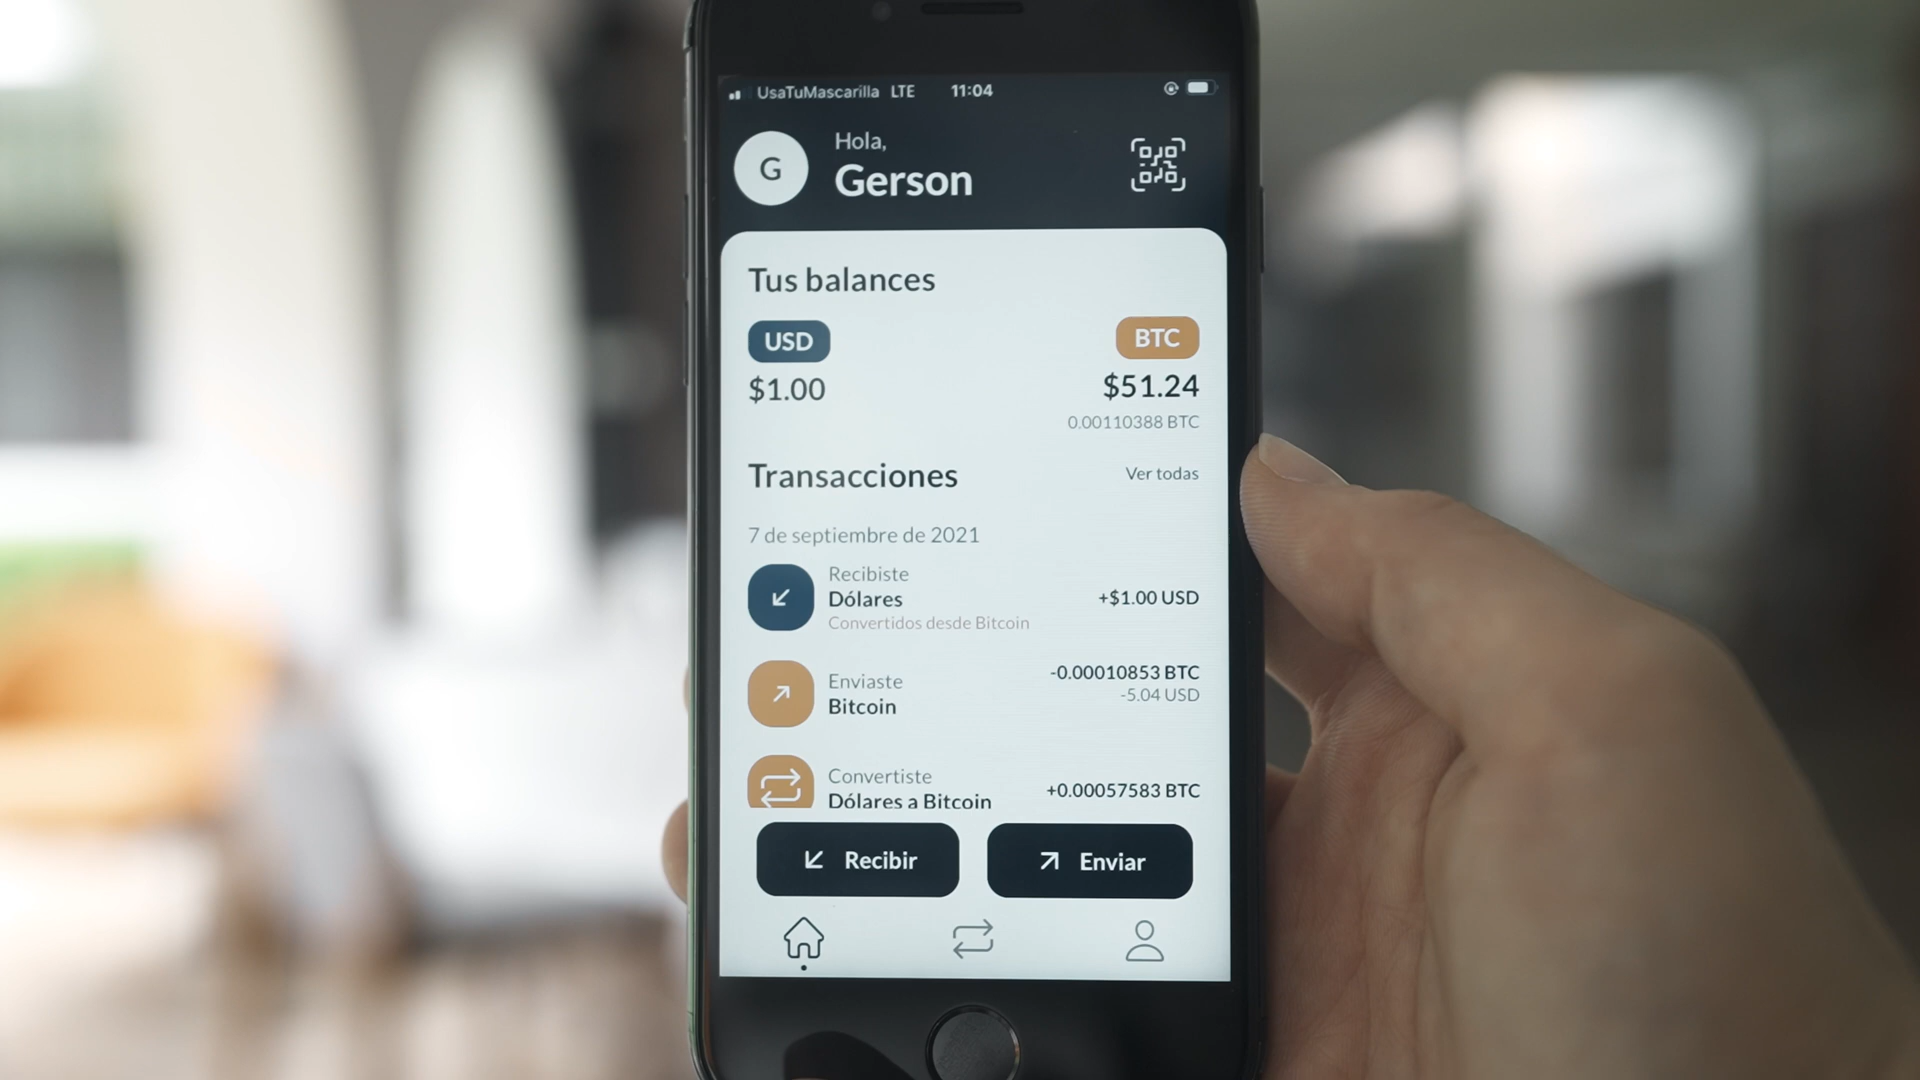 UsaTuMascarilla LTE 11:04
G
Hola,
Gerson
Tus balances
USD
BTC
$1.00
$51.24
0.00110388 BTC
Transacciones
Ver todas
7 de septiembre de 2021
Recibiste
Dólares
Convertidos desde Bitcoin
+$1.00 USD
Enviaste
Bitcoin
-0.00010853 BTC
-5.04 USD
Convertiste
Dólares a Bitcoin
+0.00057583 BTC
Recibir
Enviar